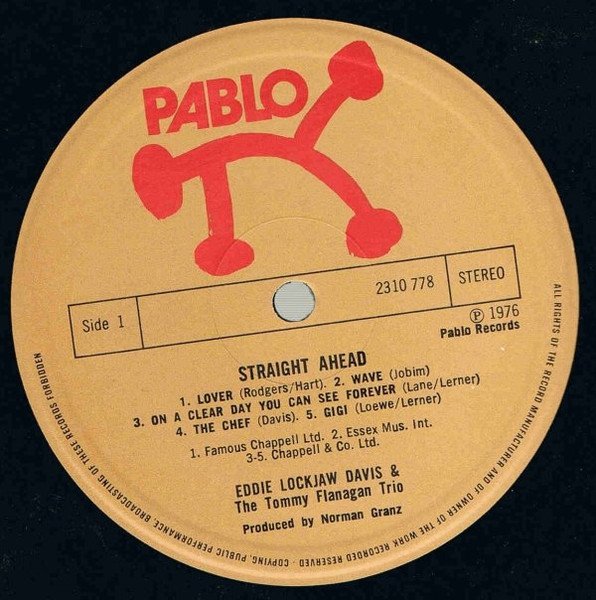 PABLO
Side 1
2310 778
STEREO
Ⓟ 1976
Pablo Records
STRAIGHT AHEAD
1. LOVER (Rodgers/Hart). 2. WAVE (Jobim)
3. ON A CLEAR DAY YOU CAN SEE FOREVER (Lane/Lerner)
4. THE CHEF (Davis). 5. GIGI (Loewe/Lerner)
1. Famous Chappell Ltd. 2. Essex Mus. Int.
3-5. Chappell & Co. Ltd.
EDDIE LOCKJAW DAVIS &
The Tommy Flanagan Trio
Produced by Norman Granz
ALL RIGHTS OF THE RECORD MANUFACTURER AND OF OWNER OF THE WORK RECORDED RESERVED · COPYING, PUBLIC PERFORMANCE, BROADCASTING OF THESE RECORDS FORBIDDEN